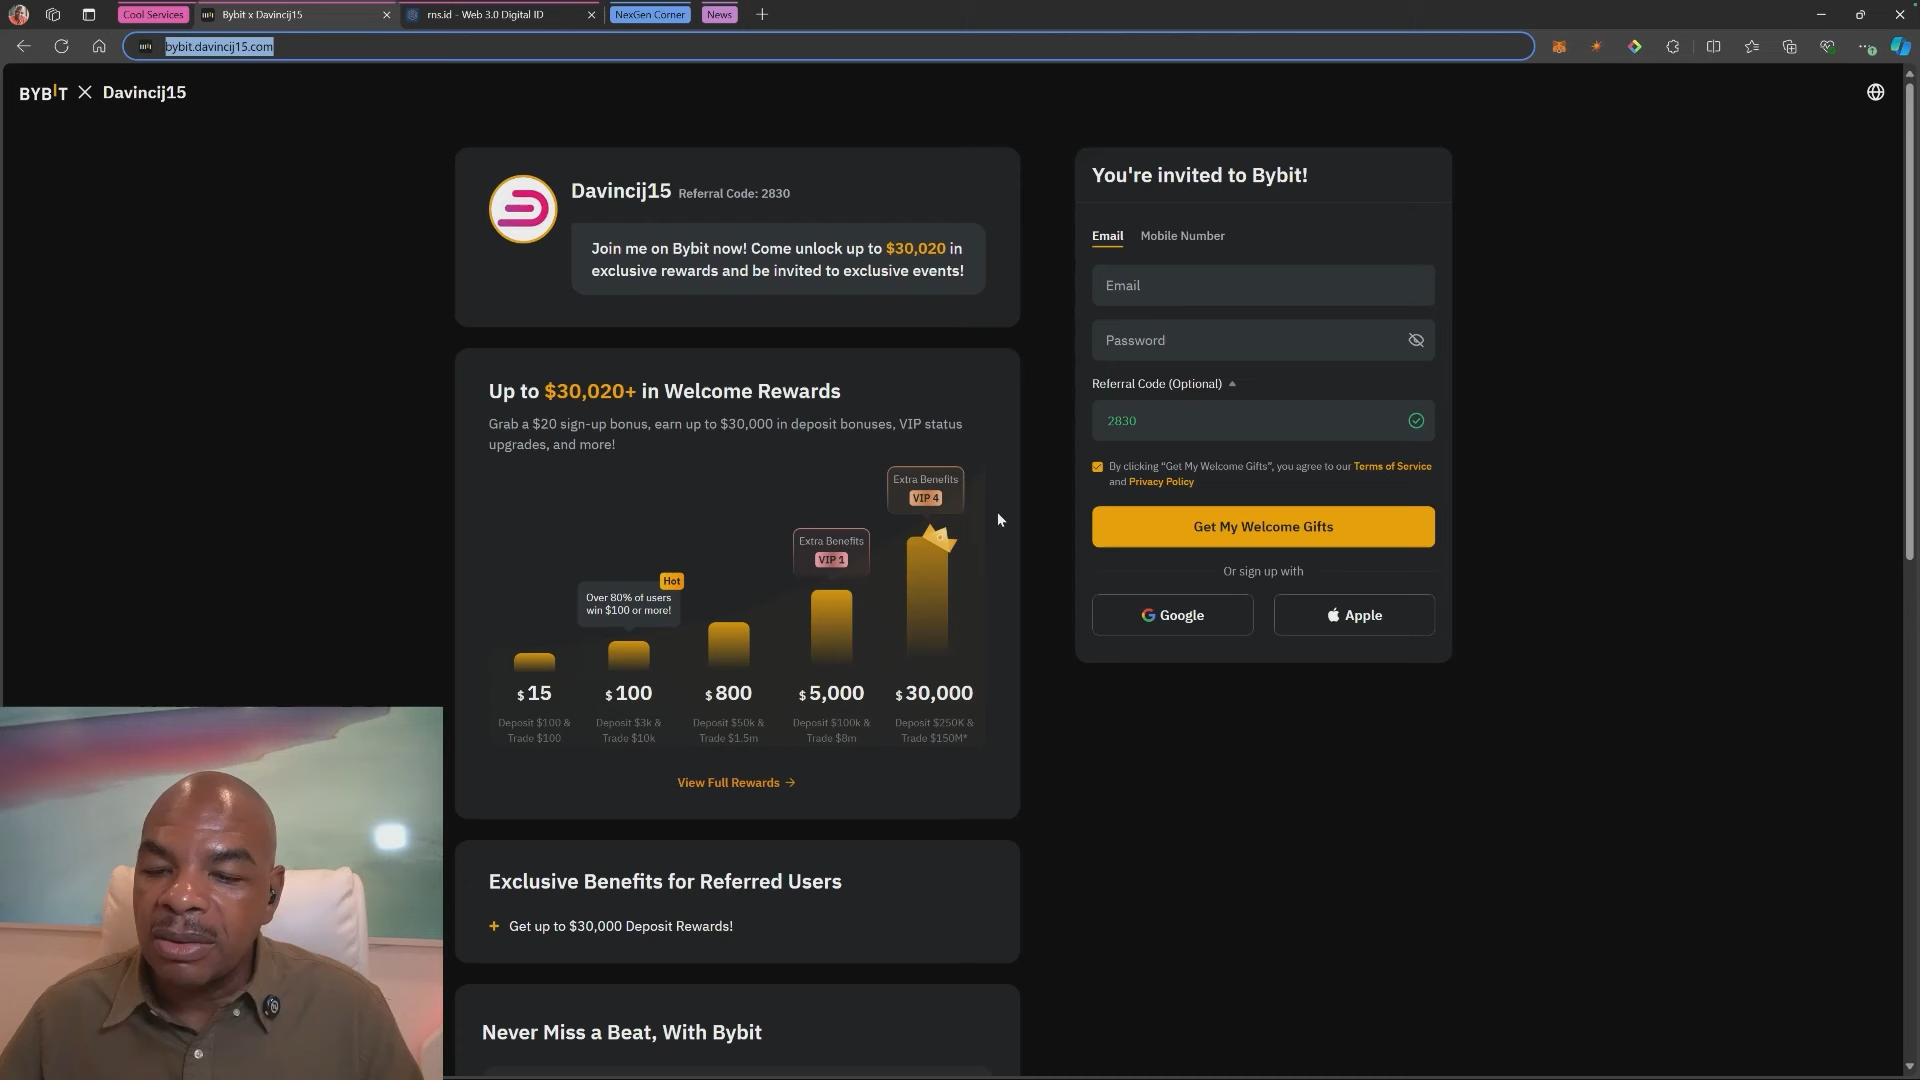 Cool Services
Bybit x Davincij15
rns.id - Web 3.0 Digital ID
NexGen Corner
News
bybit.davincij15.com
BYBIT X Davincij15
Davincij15 Referral Code: 2830
Join me on Bybit now! Come unlock up to $30,020 in
exclusive rewards and be invited to exclusive events!
Up to $30,020+ in Welcome Rewards
Grab a $20 sign-up bonus, earn up to $30,000 in deposit bonuses, VIP status
upgrades, and more!
Extra Benefits
VIP 4
Extra Benefits
VIP 1
Hot
Over 80% of users
win $100 or more!
$15
$100
$800
$5,000
$30,000
Deposit $100 &
Trade $100
Deposit $3k &
Trade $10k
Deposit $50k &
Trade $1.5m
Deposit $100k &
Trade $8m
Deposit $250K &
Trade $150M*
View Full Rewards →
Exclusive Benefits for Referred Users
+ Get up to $30,000 Deposit Rewards!
Never Miss a Beat, With Bybit
You're invited to Bybit!
Email
Mobile Number
Email
Password
Referral Code (Optional)
2830
By clicking “Get My Welcome Gifts”, you agree to our Terms of Service
and Privacy Policy
Get My Welcome Gifts
Or sign up with
Google
Apple